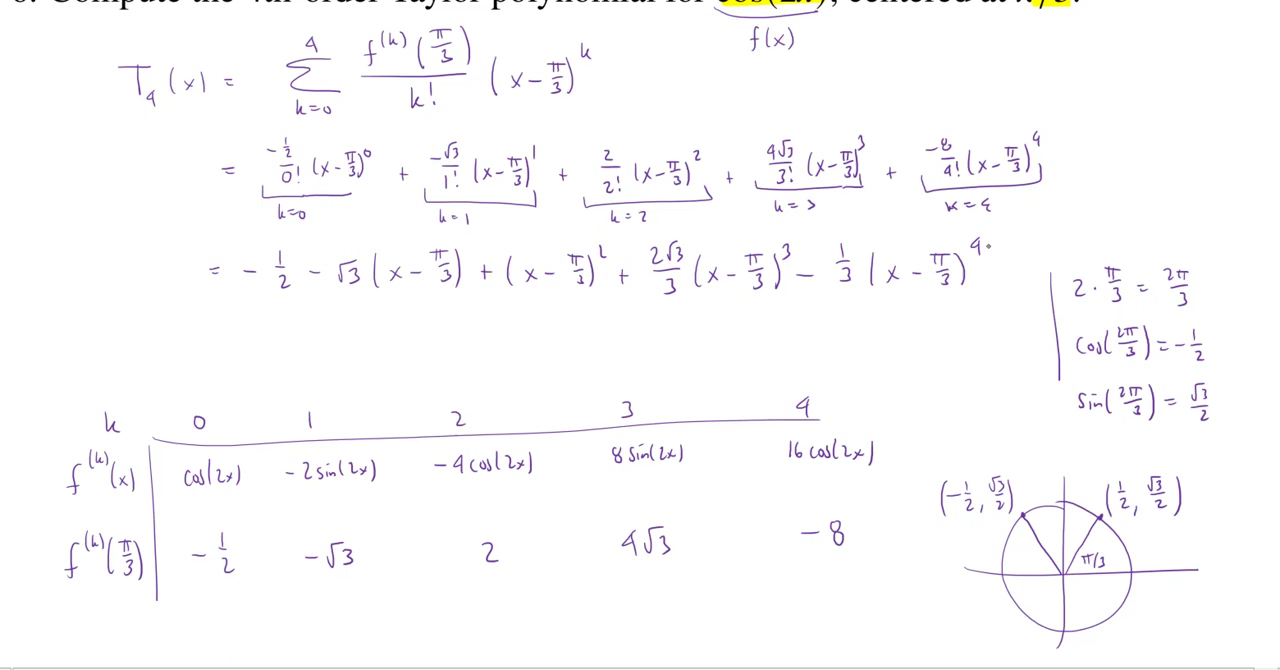 6. Compute the 4th order Taylor polynomial for cos(2x), centered at π/3.
f(x)
T₄(x) = Σ_{k=0}^{4} f^{(k)}(π/3)/k! (x-π/3)^k
= (-1/2)/0! (x-π/3)^0 + (-√3)/1! (x-π/3)^1 + 2/2! (x-π/3)^2 + 4√3/3! (x-π/3)^3 + (-8)/4! (x-π/3)^4
k=0 k=1 k=2 k=3 k=4
= -1/2 - √3(x-π/3) + (x-π/3)^2 + 2√3/3 (x-π/3)^3 - 1/3 (x-π/3)^4.
2·π/3 = 2π/3
cos(2π/3) = -1/2
sin(2π/3) = √3/2
k 0 1 2 3 4
f^{(k)}(x) cos(2x) -2sin(2x) -4cos(2x) 8sin(2x) 16cos(2x)
f^{(k)}(π/3) -1/2 -√3 2 4√3 -8
(-1/2, √3/2) (1/2, √3/2)
π/3